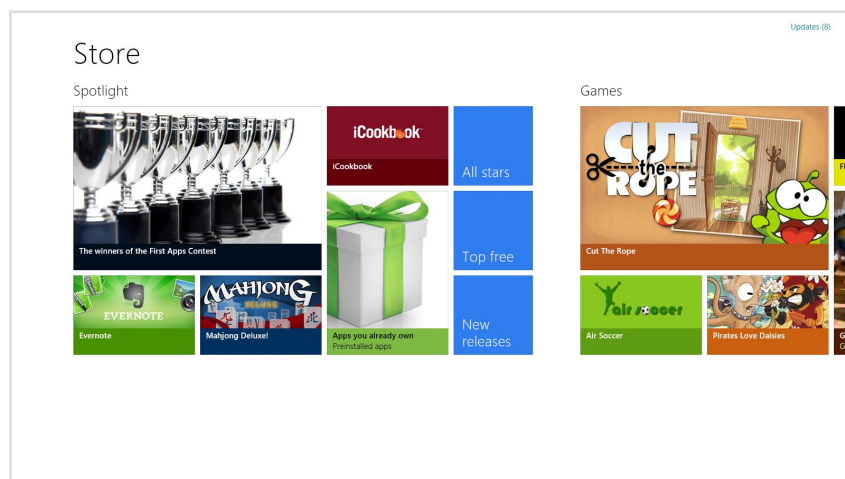 Updates (8)
Store
Spotlight
iCookbook
iCookbook
All stars
The winners of the First Apps Contest
Top free
EVERNOTE
Evernote
MAHJONG
DELUXE
Mahjong Deluxe!
Apps you already own
Preinstalled apps
New
releases
Games
CUT
the
ROPE
Cut The Rope
air soccer
Air Soccer
Pirates Love Daisies